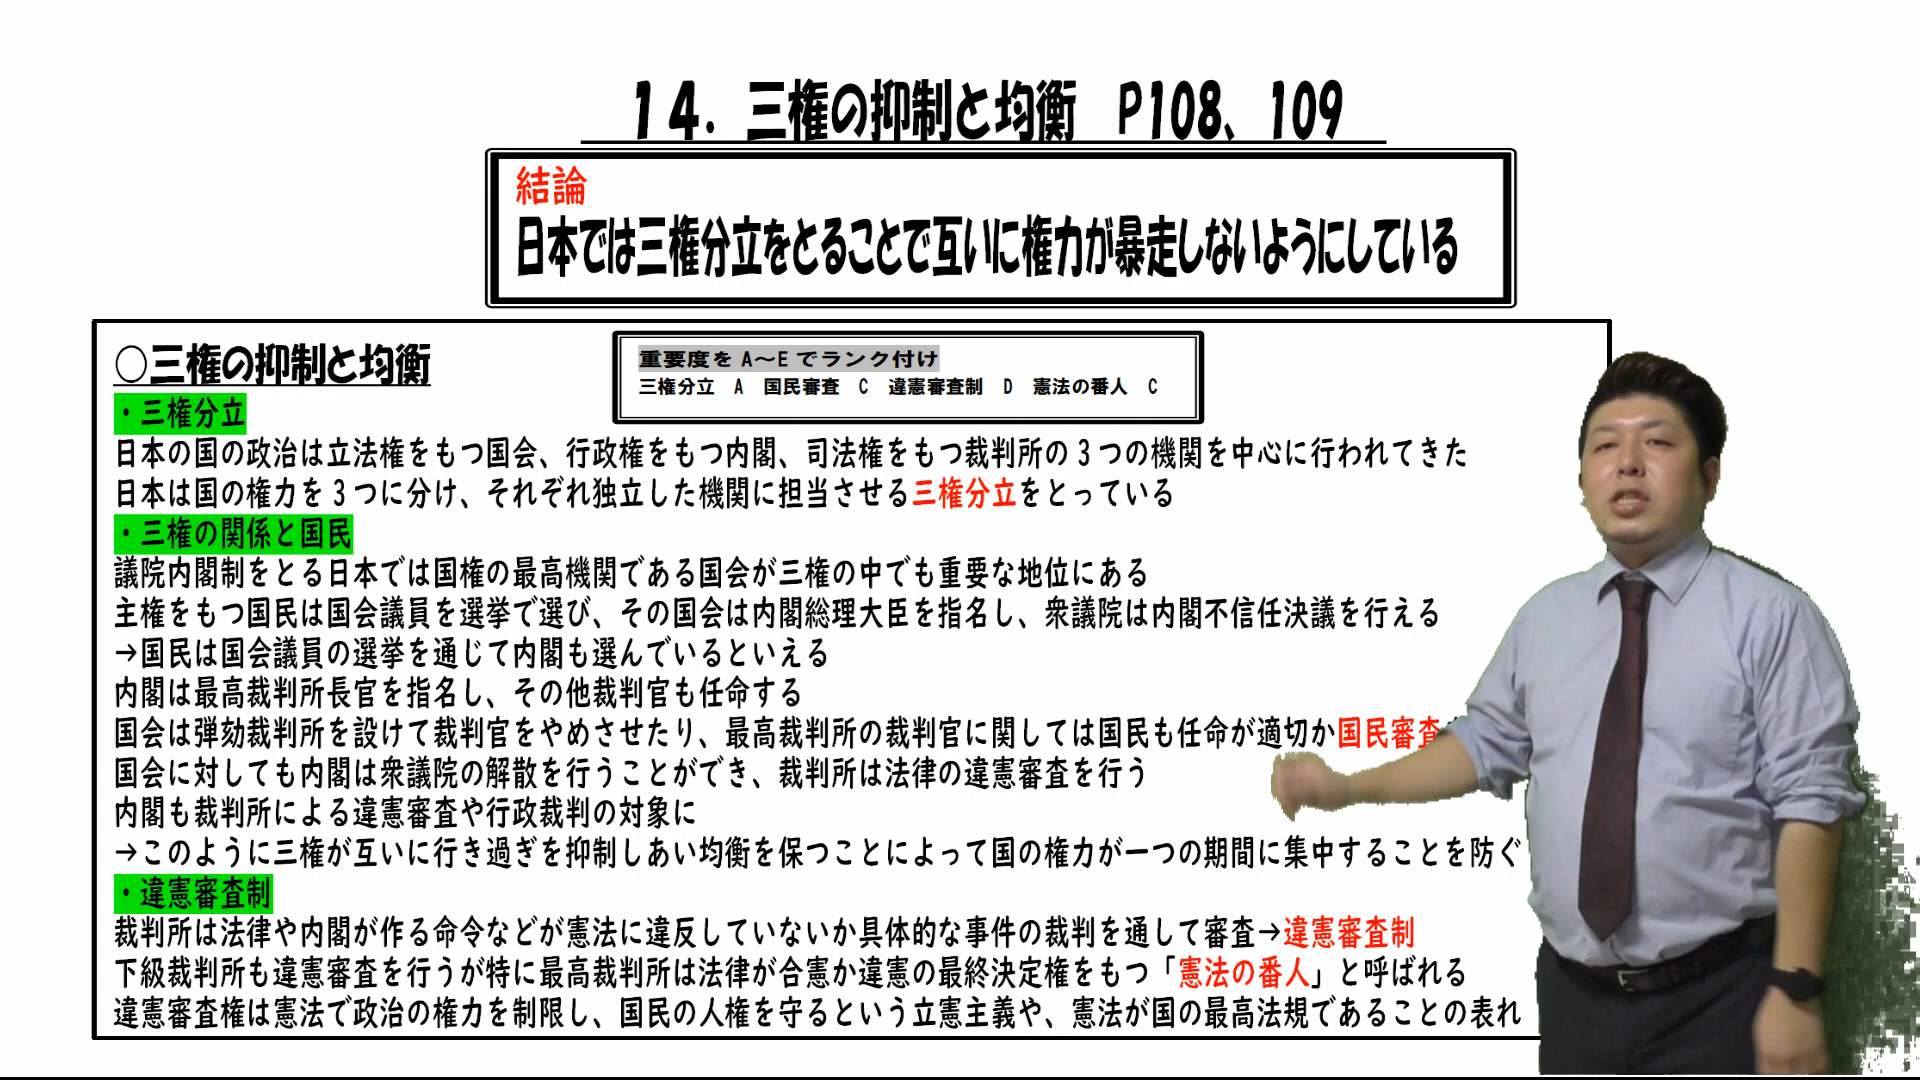 14. 三権の抑制と均衡 P108、109
結論
日本では三権分立をとることで互いに権力が暴走しないようにしている
○三権の抑制と均衡
重要度を A～E でランク付け
三権分立 A 国民審査 C 違憲審査制 D 憲法の番人 C
・三権分立
日本の国の政治は立法権をもつ国会、行政権をもつ内閣、司法権をもつ裁判所の3つの機関を中心に行われてきた
日本は国の権力を3つに分け、それぞれ独立した機関に担当させる三権分立をとっている
・三権の関係と国民
議院内閣制をとる日本では国権の最高機関である国会が三権の中でも重要な地位にある
主権をもつ国民は国会議員を選挙で選び、その国会は内閣総理大臣を指名し、衆議院は内閣不信任決議を行える
→国民は国会議員の選挙を通じて内閣も選んでいるといえる
内閣は最高裁判所長官を指名し、その他裁判官も任命する
国会は弾劾裁判所を設けて裁判官をやめさせたり、最高裁判所の裁判官に関しては国民も任命が適切か国民審査
国会に対しても内閣は衆議院の解散を行うことができ、裁判所は法律の違憲審査を行う
内閣も裁判所による違憲審査や行政裁判の対象に
→このように三権が互いに行き過ぎを抑制しあい均衡を保つことによって国の権力が一つの期間に集中することを防ぐ
・違憲審査制
裁判所は法律や内閣が作る命令などが憲法に違反していないか具体的な事件の裁判を通して審査→違憲審査制
下級裁判所も違憲審査を行うが特に最高裁判所は法律が合憲か違憲の最終決定権をもつ「憲法の番人」と呼ばれる
違憲審査権は憲法で政治の権力を制限し、国民の人権を守るという立憲主義や、憲法が国の最高法規であることの表れ